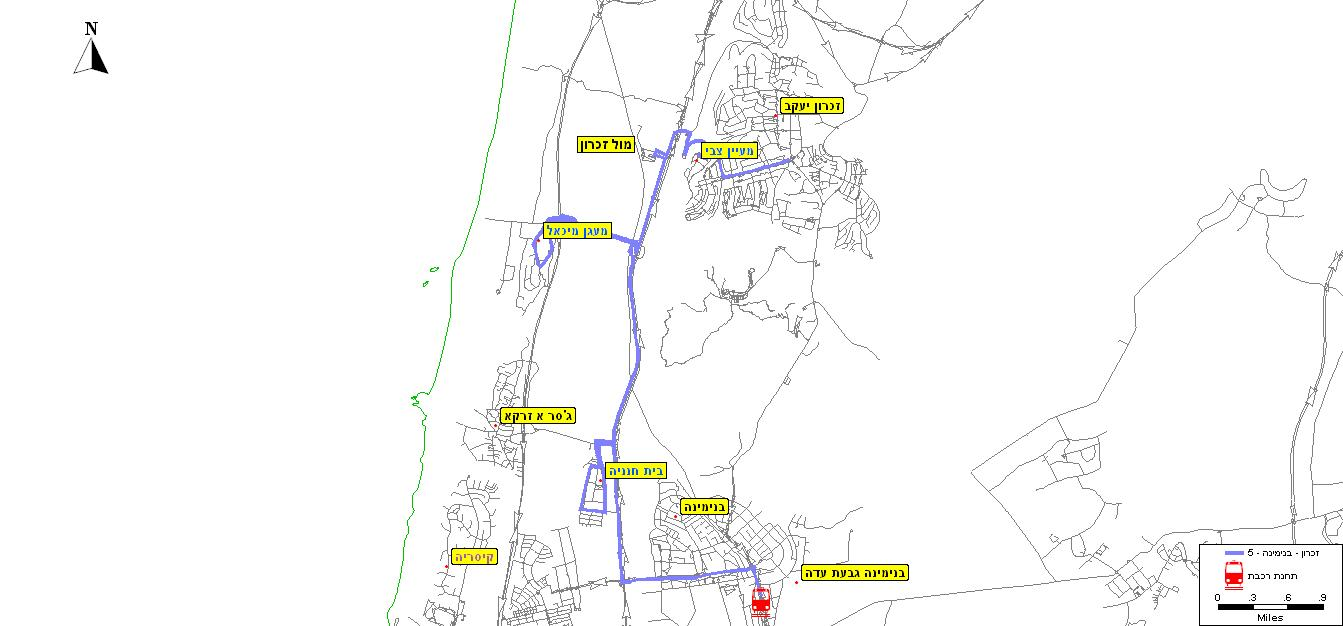 N
זכרון יעקב
מול זכרון
מעיין צבי
מעגן מיכאל
ג'סר א זרקא
בית חנניה
בנימינה
קיסריה
בנימינה גבעת עדה
זכרון - בנימינה - 5
תחנת רכבת
0 .3 .6 .9
Miles